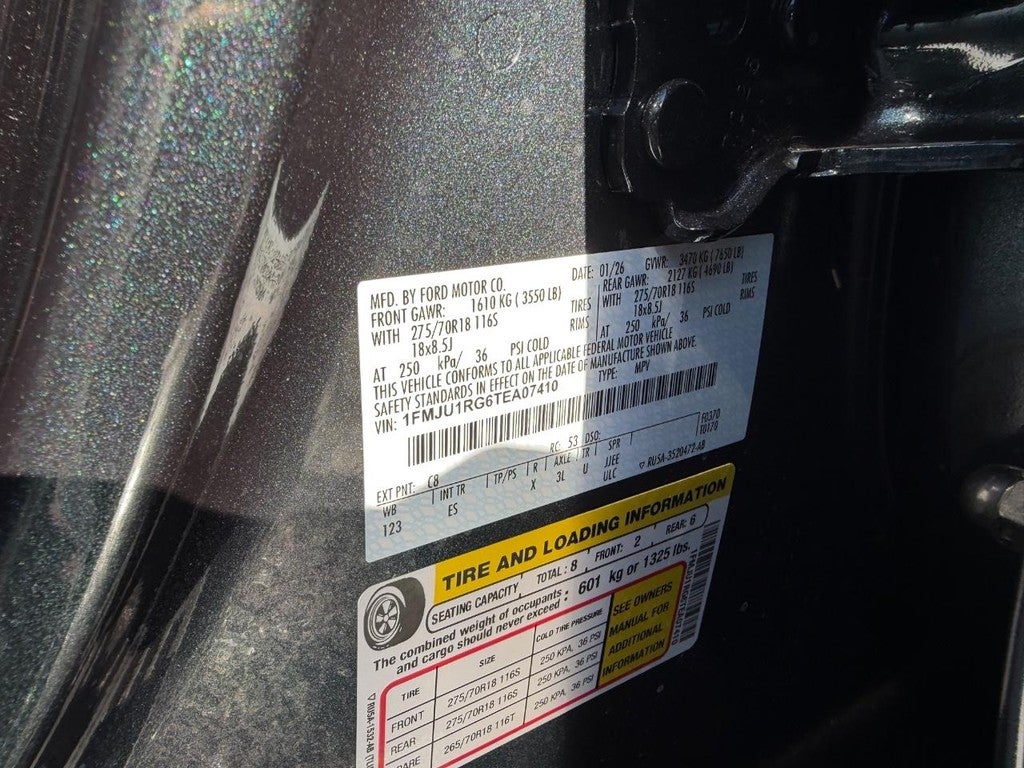 MFD. BY FORD MOTOR CO.
DATE: 01/26 GVWR: 3470 KG ( 7650 LB)
FRONT GAWR: 1610 KG ( 3550 LB)
REAR GAWR: 2127 KG ( 4690 LB)
WITH 275/70R18 116S TIRES
WITH 275/70R18 116S TIRES
18x8.5J RIMS
18x8.5J RIMS
AT 250 kPa/ 36 PSI COLD
AT 250 kPa/ 36 PSI COLD
THIS VEHICLE CONFORMS TO ALL APPLICABLE FEDERAL MOTOR VEHICLE
SAFETY STANDARDS IN EFFECT ON THE DATE OF MANUFACTURE SHOWN ABOVE.
VIN: 1FMJU1RG6TEA07410 TYPE: MPV
F0370
T0178
EXT PNT: C8 RC: 53 DSO:
WB INT TR TP/PS R AXLE TR SPR
123 ES X 3L U JJEE
ULC
▽ RU5A-3520472-AB
TIRE AND LOADING INFORMATION
SEATING CAPACITY TOTAL: 8 FRONT: 2 REAR: 6
The combined weight of occupants
and cargo should never exceed : 601 kg or 1325 lbs.
TIRE SIZE COLD TIRE PRESSURE
FRONT 275/70R18 116S 250 KPA, 36 PSI
REAR 275/70R18 116S 250 KPA, 36 PSI
265/70R18 116T 250 KPA, 36 PSI
SEE OWNERS
MANUAL FOR
ADDITIONAL
INFORMATION